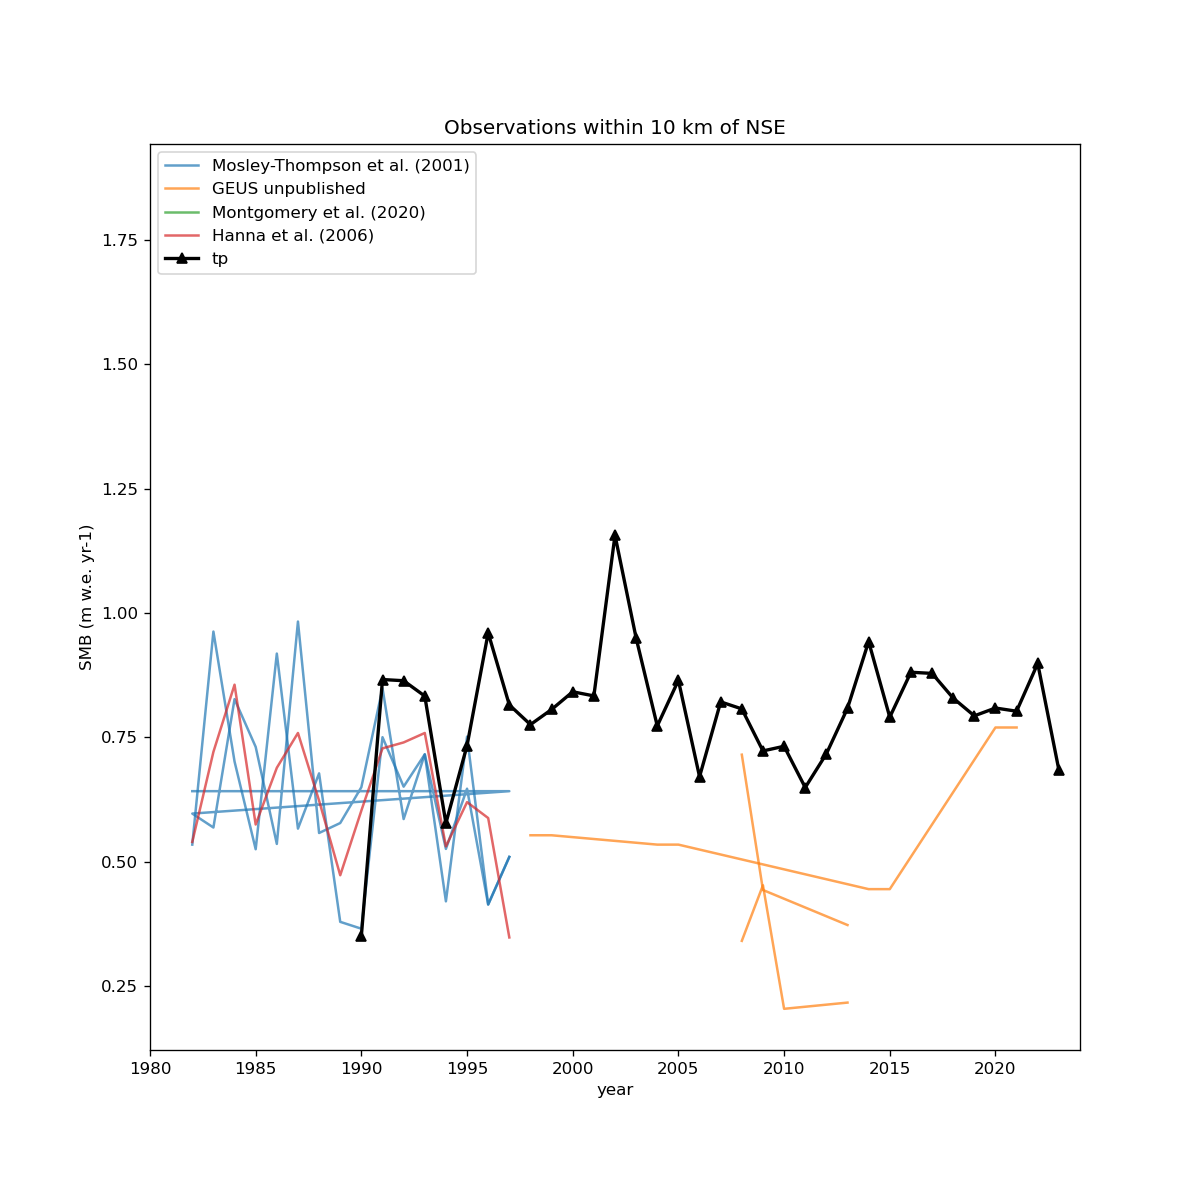 Observations within 10 km of NSE
Mosley-Thompson et al. (2001)
GEUS unpublished
Montgomery et al. (2020)
Hanna et al. (2006)
tp
1.75
1.50
1.25
1.00
0.75
0.50
0.25
SMB (m w.e. yr-1)
1980 1985 1990 1995 2000 2005 2010 2015 2020
year